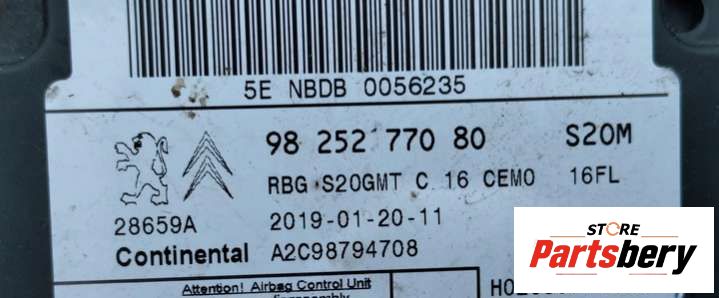 5E NBDB 0056235
98 252 770 80 S20M
RBG S20GMT C 16 CEM0 16FL
28659A 2019-01-20-11
Continental A2C98794708
Attention! Airbag Control Unit
STORE
Partsbery